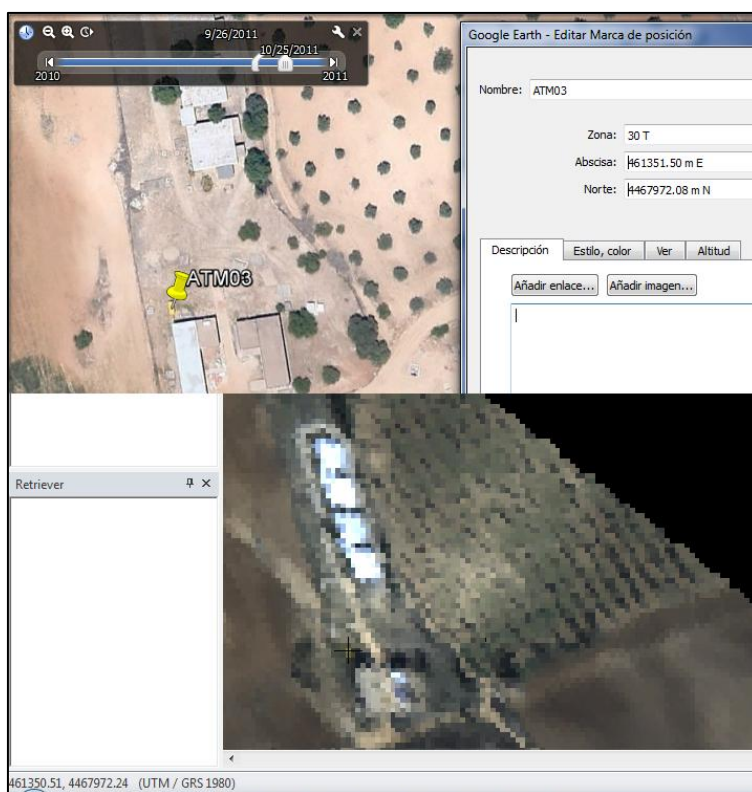 9/26/2011
10/25/2011
2010
2011
Google Earth - Editar Marca de posición
Nombre: ATM03
Zona: 30 T
Abscisa: 461351.50 m E
Norte: 4467972.08 m N
Descripción Estilo, color Ver Altitud
Añadir enlace... Añadir imagen...
ATM03
Retriever
461350.51, 4467972.24 (UTM / GRS 1980)